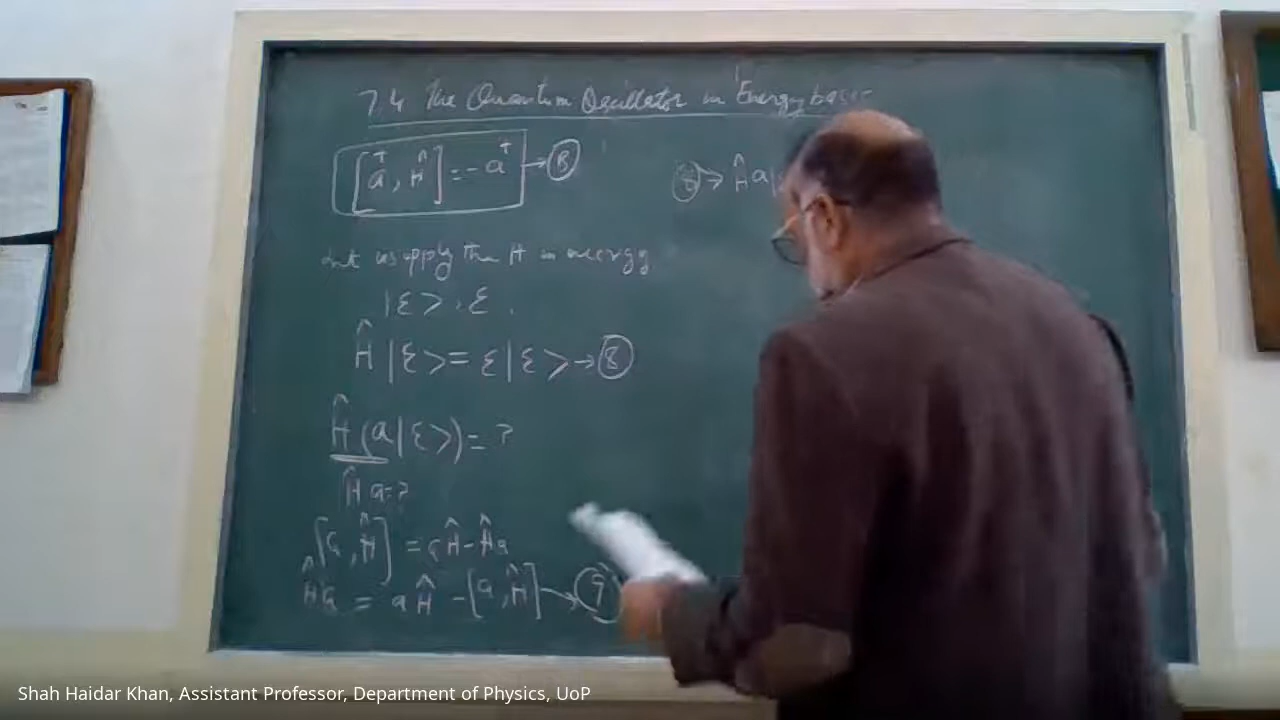 7.4 The Quantum Oscillator in Energy basis
[a†, Ĥ] = -a† → (B)
Let us apply the H in energy
|ε> , ε .
Ĥ |ε> = ε|ε> → (8)
Ĥ (a|ε>) = ?
Ĥ a = ?
[a, Ĥ] = aĤ - Ĥa
Ĥa = aĤ - [a, Ĥ] → (9)
(8) → Ĥ a|
Shah Haidar Khan, Assistant Professor, Department of Physics, UoP